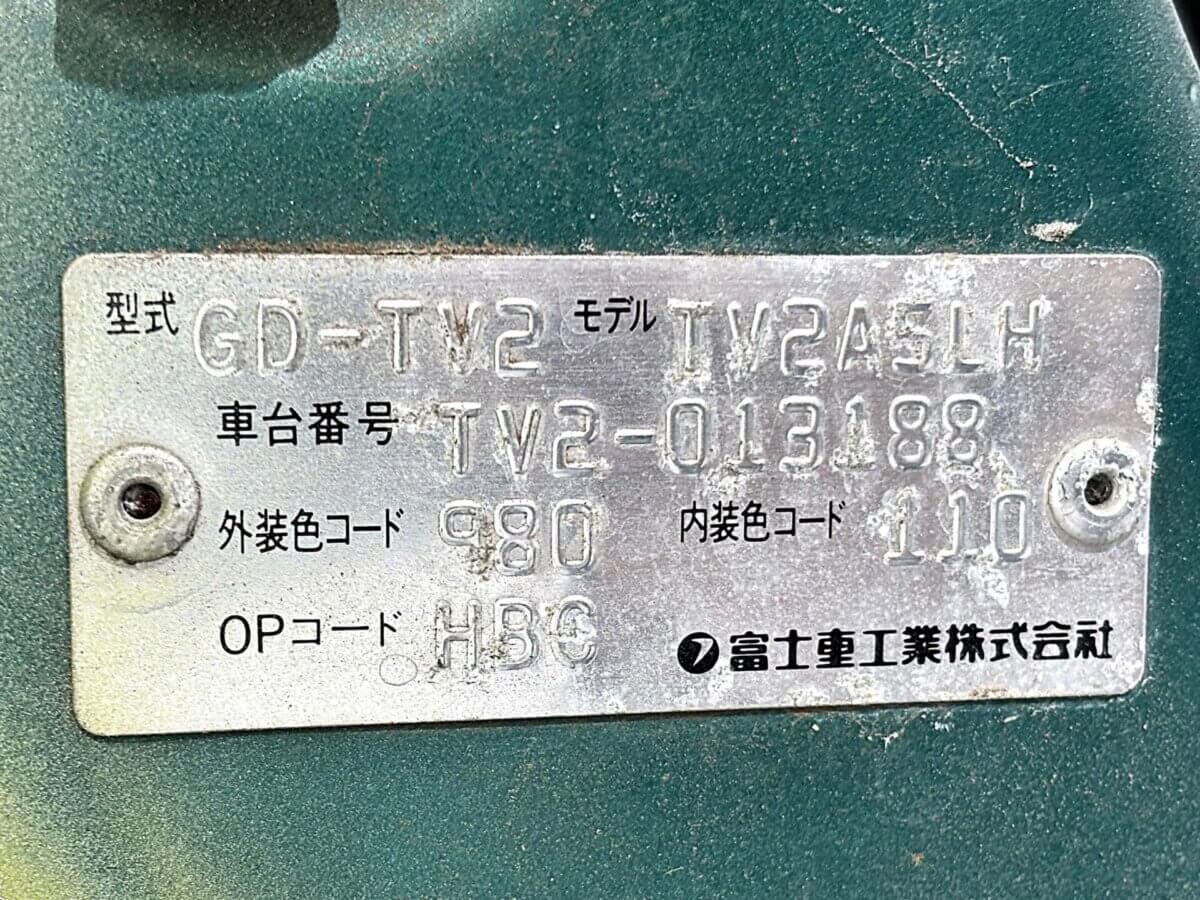 型式 GD-TV2 モデル TV2A5LH
車台番号 TV2-013188
外装色コード 980 内装色コード 110
OPコード HBC 富士重工業株式会社